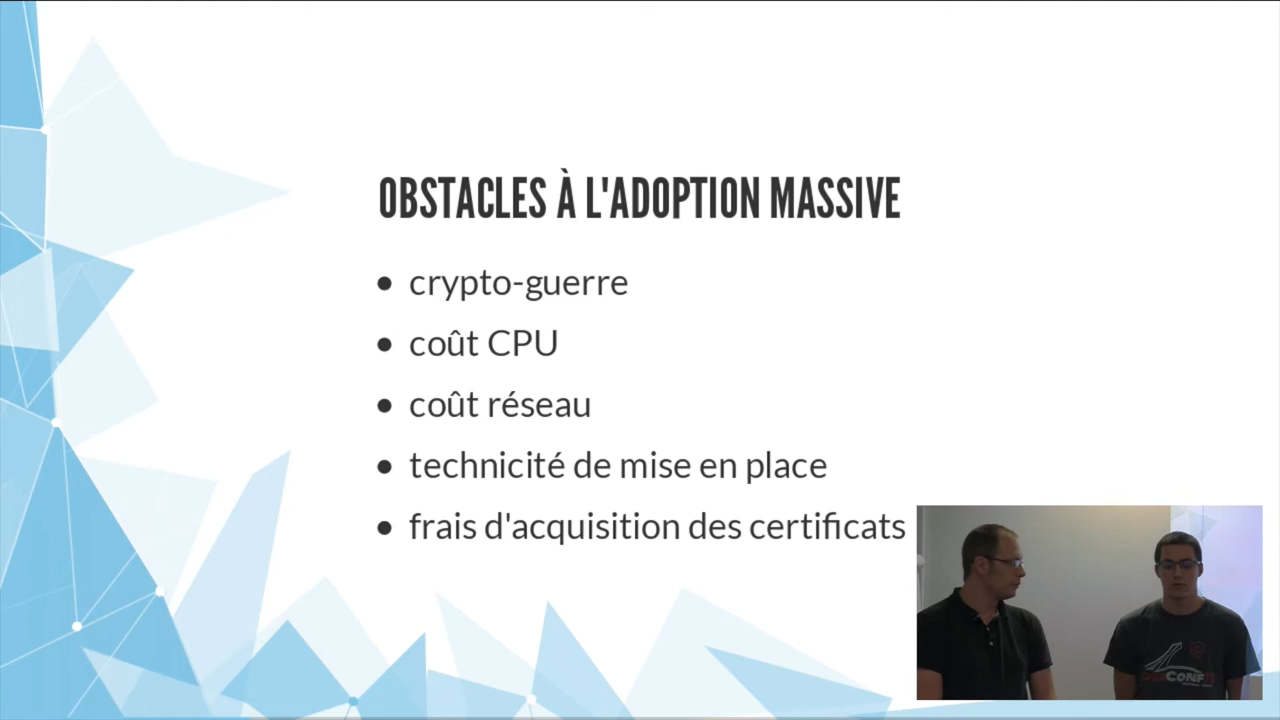 OBSTACLES À L'ADOPTION MASSIVE
crypto-guerre
coût CPU
coût réseau
technicité de mise en place
frais d'acquisition des certificats